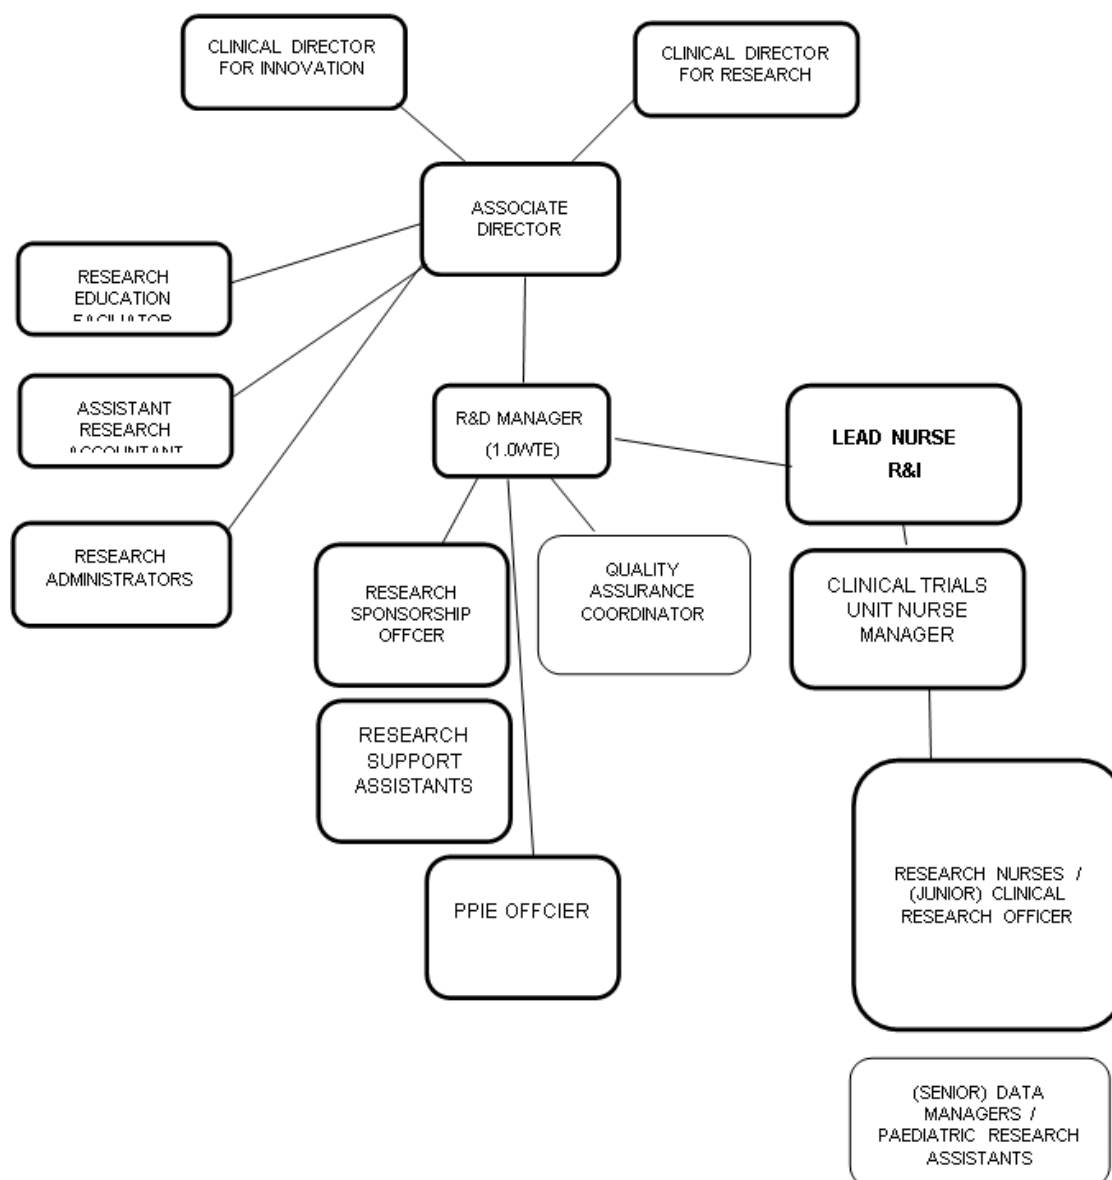 CLINICAL DIRECTOR
FOR INNOVATION
CLINICAL DIRECTOR
FOR RESEARCH
ASSOCIATE
DIRECTOR
RESEARCH
EDUCATION
FACILIATOR
ASSISTANT
RESEARCH
ACCOUNTANT
R&D MANAGER
(1.0WTE)
LEAD NURSE
R&I
RESEARCH
ADMINISTRATORS
RESEARCH
SPONSORSHIP
OFFCER
QUALITY
ASSURANCE
COORDINATOR
CLINICAL TRIALS
UNIT NURSE
MANAGER
RESEARCH
SUPPORT
ASSISTANTS
PPIE OFFCIER
RESEARCH NURSES /
(JUNIOR) CLINICAL
RESEARCH OFFICER
(SENIOR) DATA
MANAGERS /
PAEDIATRIC RESEARCH
ASSISTANTS